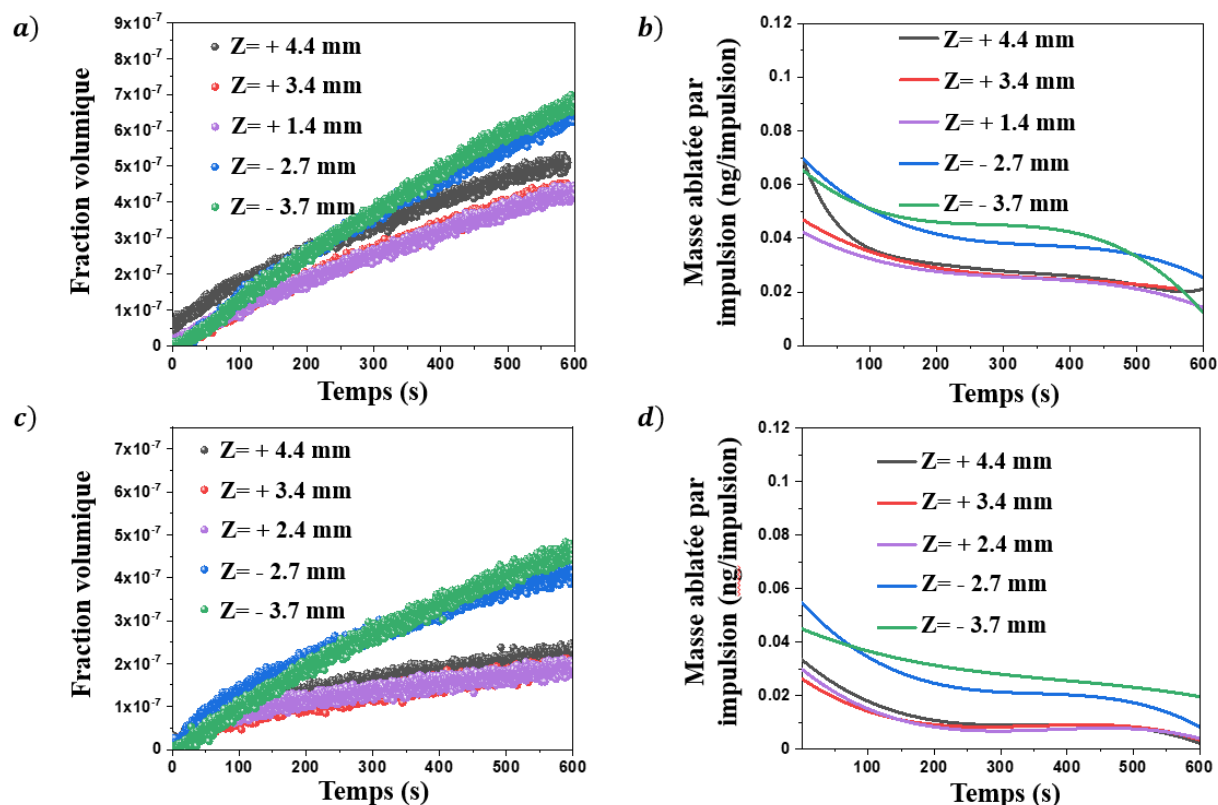 a)
Fraction volumique
9x10-7
8x10-7
7x10-7
6x10-7
5x10-7
4x10-7
3x10-7
2x10-7
1x10-7
0
Z= + 4.4 mm
Z= + 3.4 mm
Z= + 1.4 mm
Z= - 2.7 mm
Z= - 3.7 mm
0 100 200 300 400 500 600
Temps (s)
b)
Masse ablatée par
impulsion (ng/impulsion)
0.12
0.10
0.08
0.06
0.04
0.02
0
Z= + 4.4 mm
Z= + 3.4 mm
Z= + 1.4 mm
Z= - 2.7 mm
Z= - 3.7 mm
0 100 200 300 400 500 600
Temps (s)
c)
Fraction volumique
7x10-7
6x10-7
5x10-7
4x10-7
3x10-7
2x10-7
1x10-7
0
Z= + 4.4 mm
Z= + 3.4 mm
Z= + 2.4 mm
Z= - 2.7 mm
Z= - 3.7 mm
0 100 200 300 400 500 600
Temps (s)
d)
Masse ablatée par
impulsion (ng/impulsion)
0.12
0.10
0.08
0.06
0.04
0.02
0
Z= + 4.4 mm
Z= + 3.4 mm
Z= + 2.4 mm
Z= - 2.7 mm
Z= - 3.7 mm
0 100 200 300 400 500 600
Temps (s)